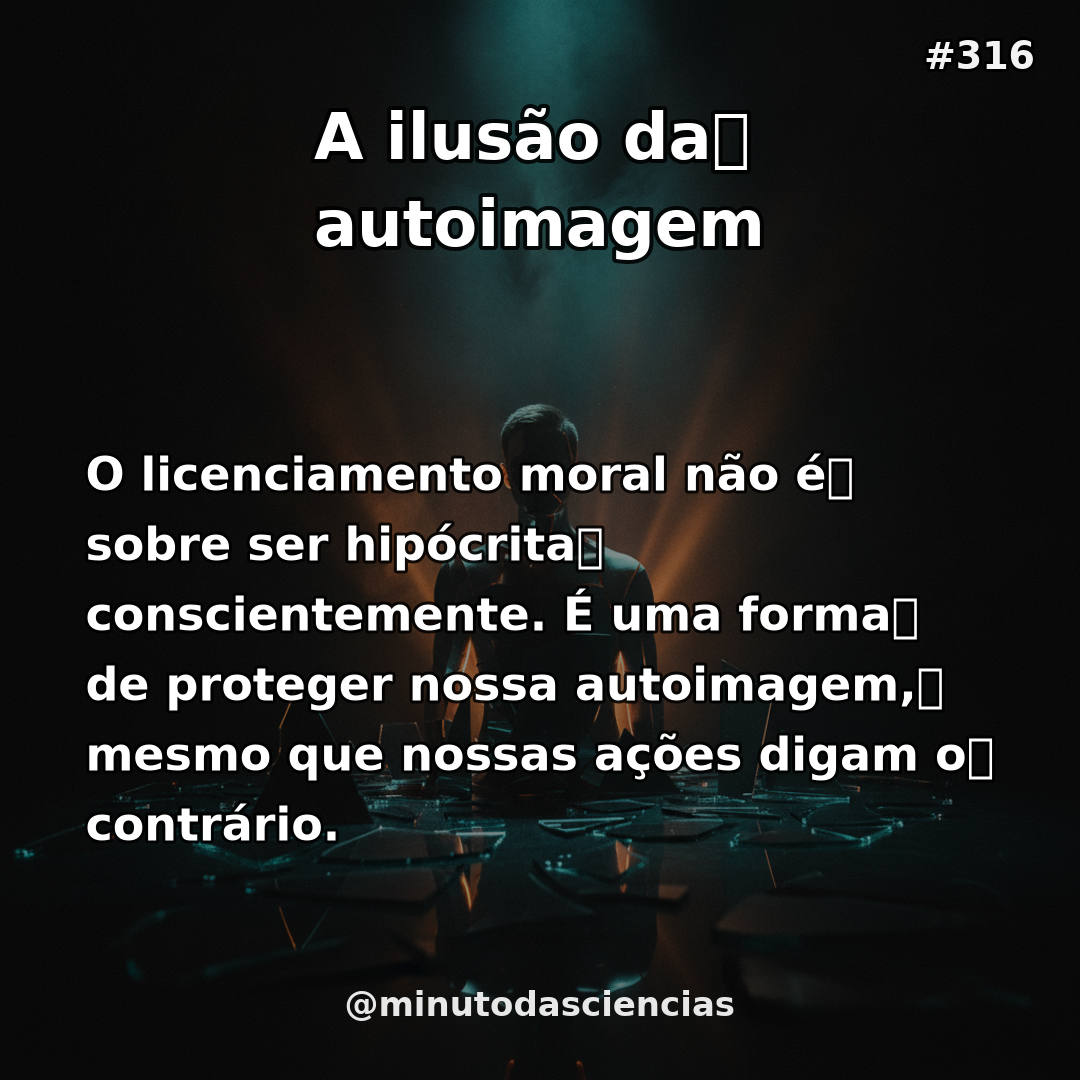 #316
A ilusão da▯
autoimagem
O licenciamento moral não é▯
sobre ser hipócrita▯
conscientemente. É uma forma▯
de proteger nossa autoimagem,▯
mesmo que nossas ações digam o▯
contrário.
@minutodasciencias